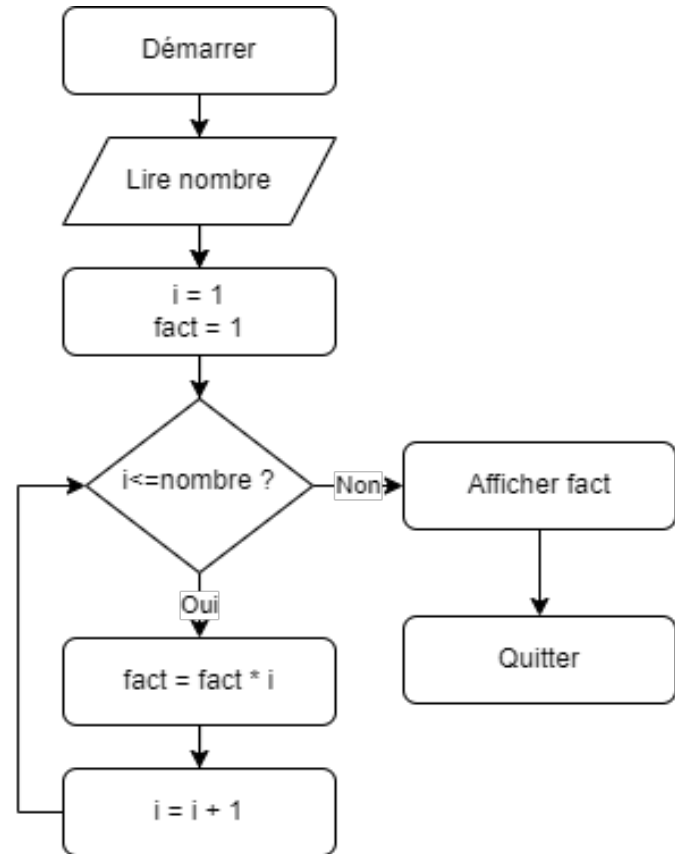 Démarrer
Lire nombre
i = 1
fact = 1
i<=nombre ?
Non
Afficher fact
Oui
fact = fact * i
Quitter
i = i + 1